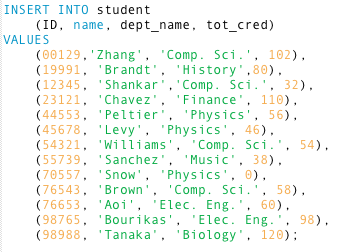 INSERT INTO student
(ID, name, dept_name, tot_cred)
VALUES
(00129,'Zhang', 'Comp. Sci.', 102),
(19991, 'Brandt', 'History',80),
(12345, 'Shankar','Comp. Sci.', 32),
(23121, 'Chavez', 'Finance', 110),
(44553, 'Peltier', 'Physics', 56),
(45678, 'Levy', 'Physics', 46),
(54321, 'Williams', 'Comp. Sci.', 54),
(55739, 'Sanchez', 'Music', 38),
(70557, 'Snow', 'Physics', 0),
(76543, 'Brown', 'Comp. Sci.', 58),
(76653, 'Aoi', 'Elec. Eng.', 60),
(98765, 'Bourikas', 'Elec. Eng.', 98),
(98988, 'Tanaka', 'Biology', 120);